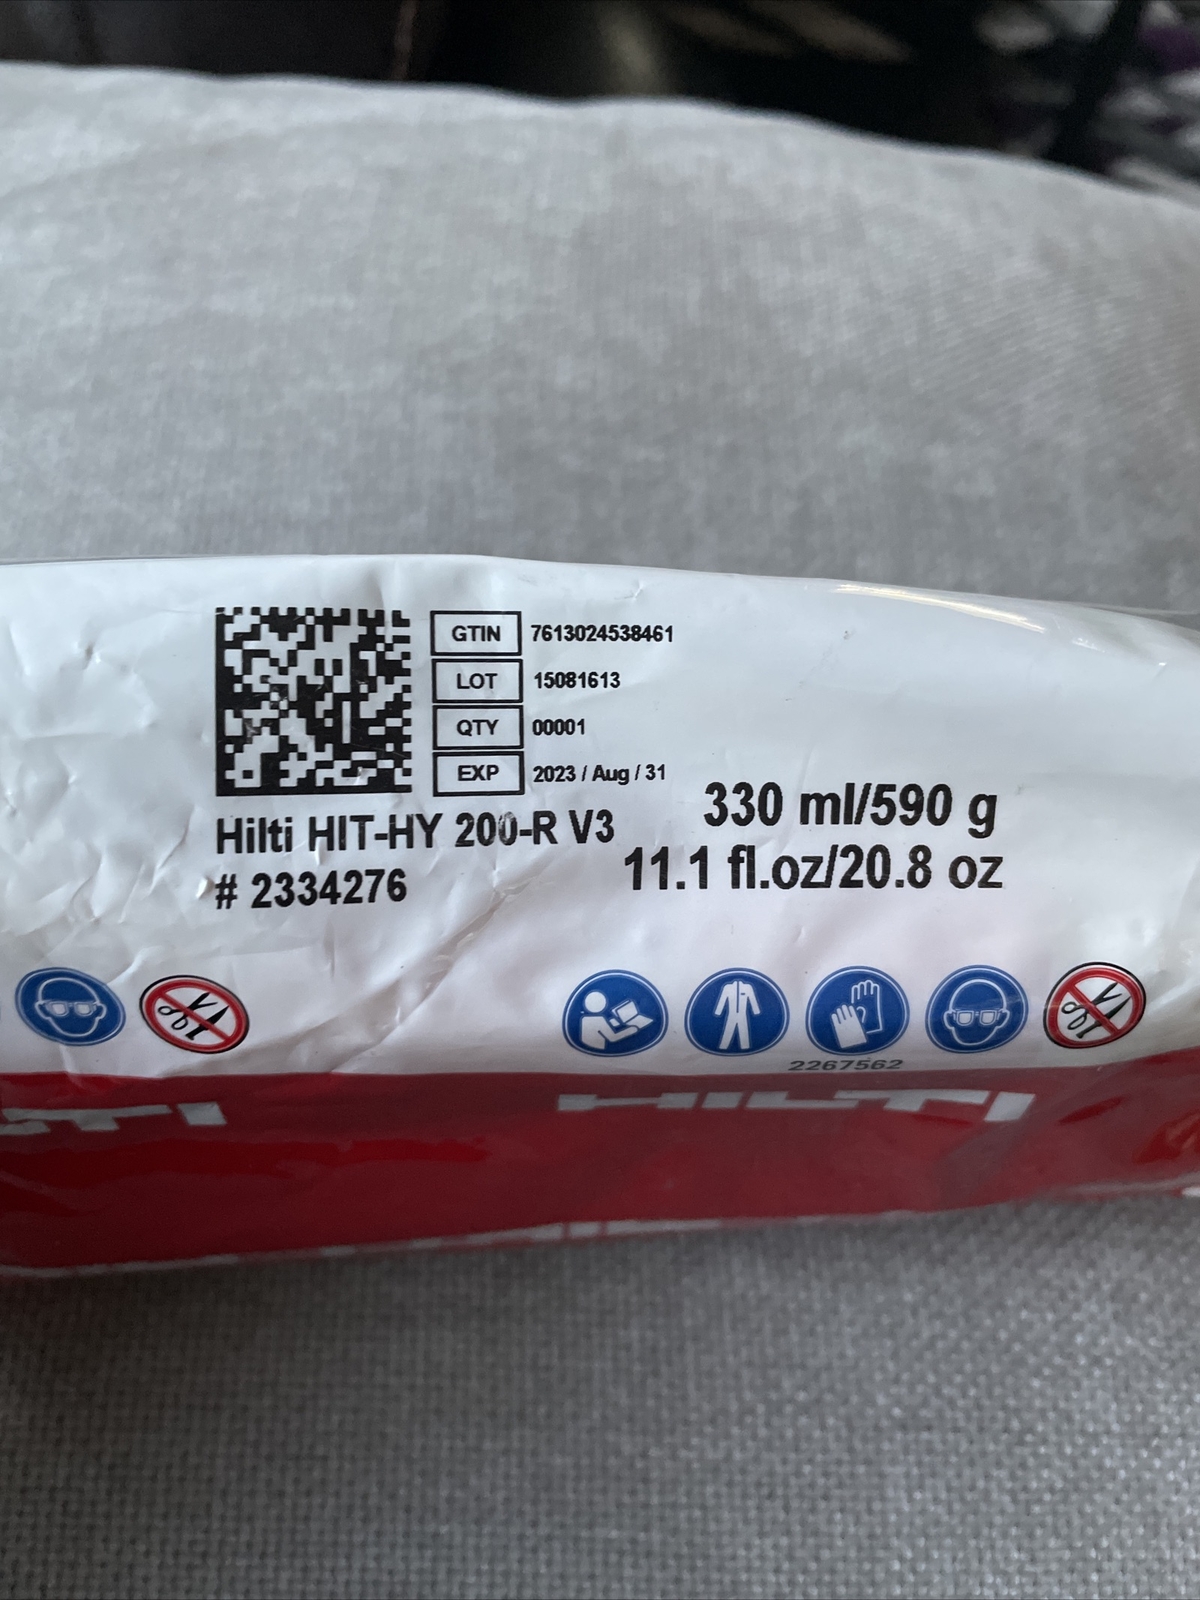 GTIN 7613024538461
LOT 15081613
QTY 00001
EXP 2023 / Aug / 31
Hilti HIT-HY 200-R V3
# 2334276
330 ml/590 g
11.1 fl.oz/20.8 oz
2267562
HILTI